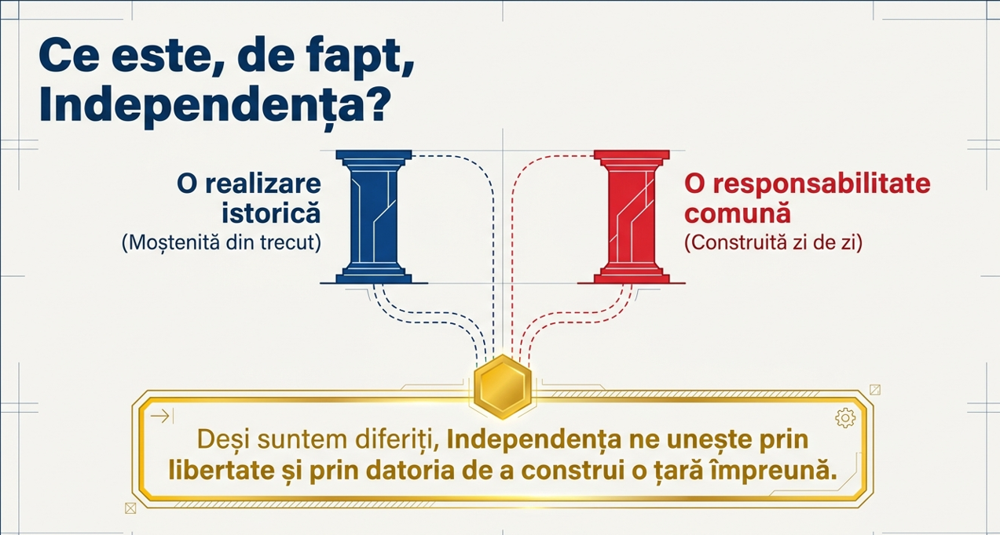 Ce este, de fapt,
Independența?
O realizare
istorică
(Moștenită din trecut)
O responsabilitate
comună
(Construită zi de zi)
Deși suntem diferiți, Independența ne unește prin
libertate și prin datoria de a construi o țară împreună.